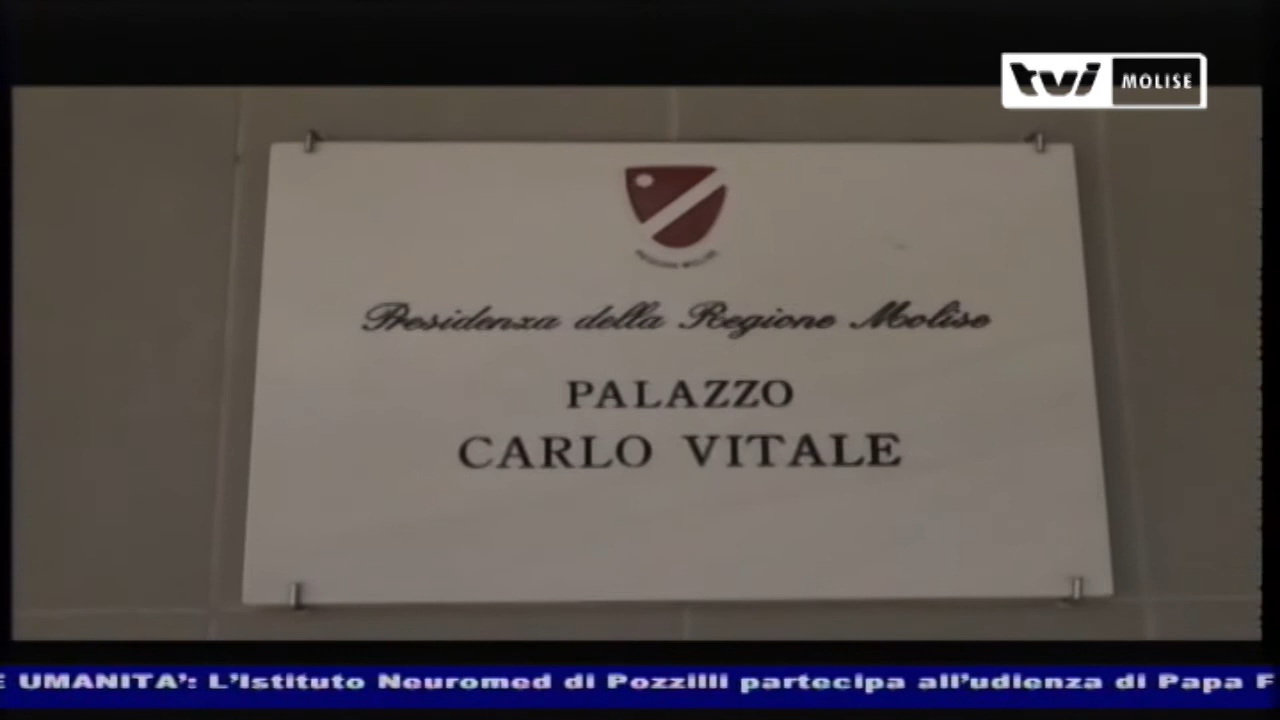 tvi MOLISE
Presidenza della Regione Molise
PALAZZO
CARLO VITALE
E UMANITA': L'Istituto Neuromed di Pozzilli partecipa all'udienza di Papa F